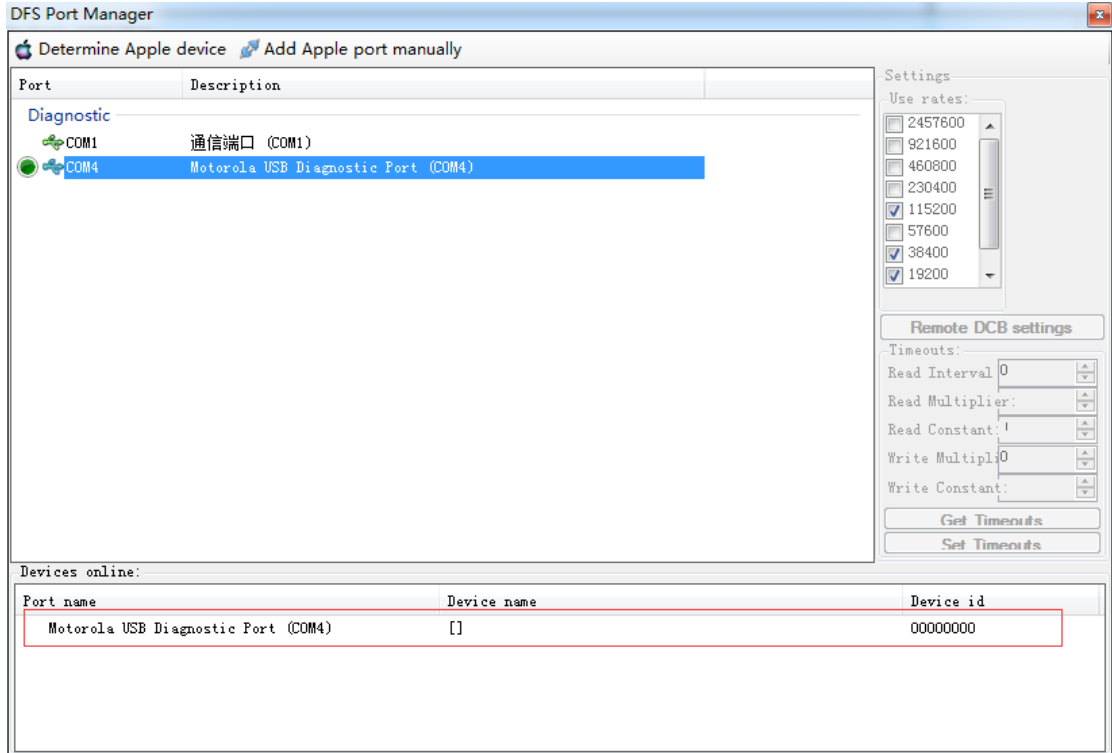 DFS Port Manager
Determine Apple device Add Apple port manually
Port Description
Diagnostic
COM1 通信端口 (COM1)
COM4 Motorola USB Diagnostic Port (COM4)
Settings
Use rates:
2457600
921600
460800
230400
115200
57600
38400
19200
Remote DCB settings
Timeouts:
Read Interval 0
Read Multiplier:
Read Constant:
Write Multipli 0
Write Constant:
Get Timeouts
Set Timeouts
Devices online:
Port name Device name Device id
Motorola USB Diagnostic Port (COM4) [] 00000000